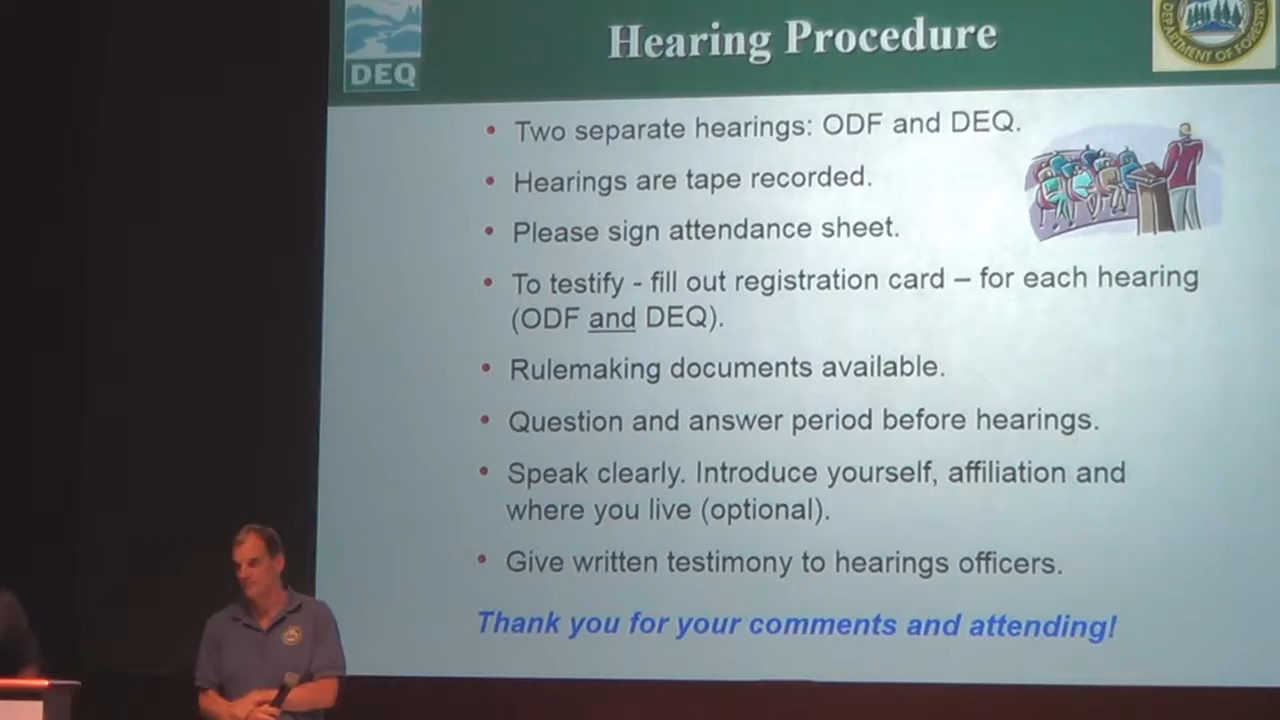 Hearing Procedure
DEQ
DEPARTMENT OF FORESTRY
• Two separate hearings: ODF and DEQ.
• Hearings are tape recorded.
• Please sign attendance sheet.
• To testify - fill out registration card – for each hearing
(ODF and DEQ).
• Rulemaking documents available.
• Question and answer period before hearings.
• Speak clearly. Introduce yourself, affiliation and
where you live (optional).
• Give written testimony to hearings officers.
Thank you for your comments and attending!